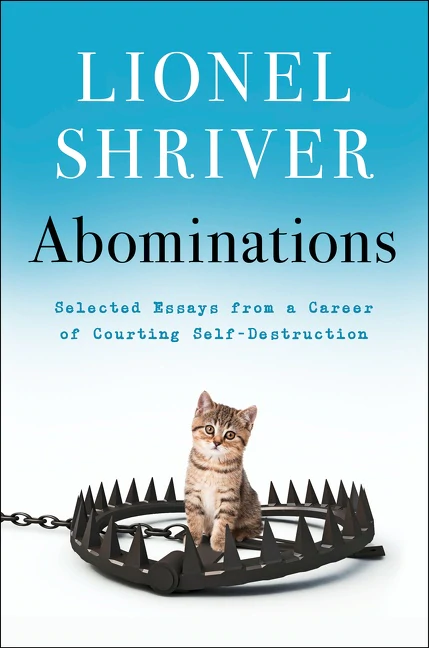 LIONEL
SHRIVER
Abominations
Selected Essays from a Career
of Courting Self-Destruction